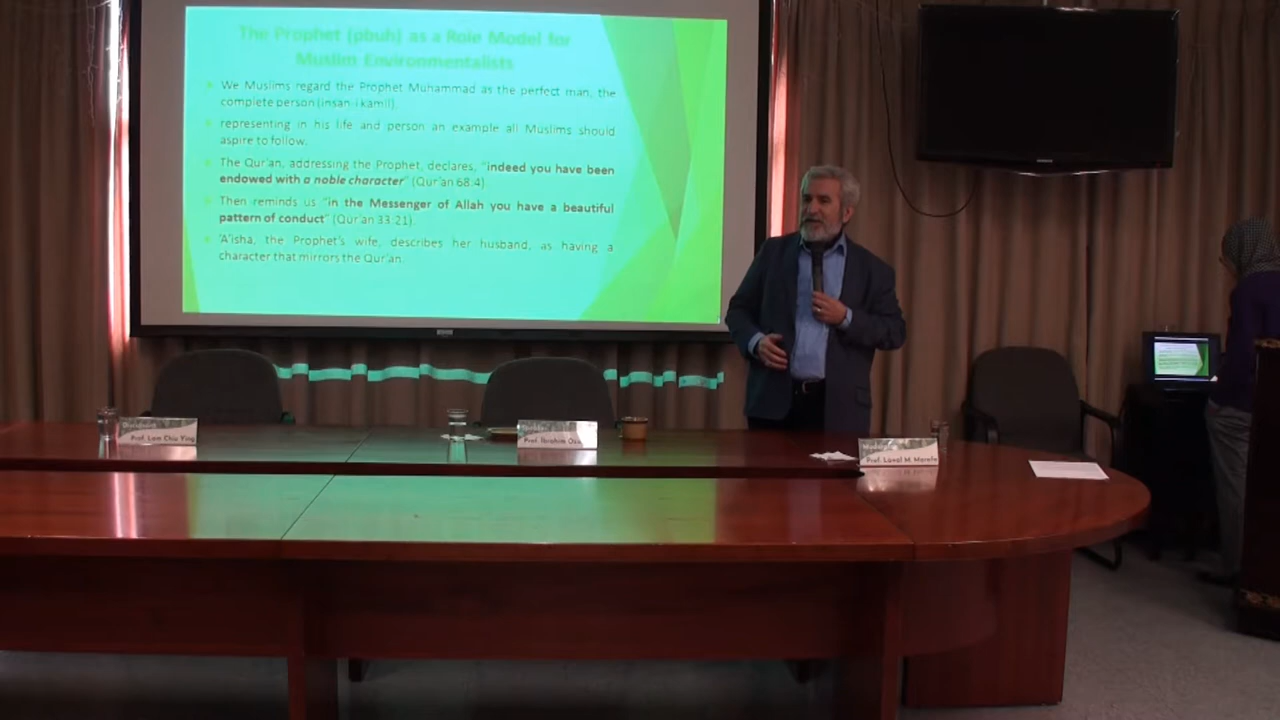 The Prophet (pbuh) as a Role Model for
Muslim Environmentalists
We Muslims regard the Prophet Muhammad as the perfect man, the
complete person (insan-i kamil).
representing in his life and person an example all Muslims should
aspire to follow.
The Qur'an, addressing the Prophet, declares, "indeed you have been
endowed with a noble character" (Qur'an 68:4).
Then reminds us "in the Messenger of Allah you have a beautiful
pattern of conduct" (Qur'an 33:21).
'A'isha, the Prophet's wife, describes her husband, as having a
character that mirrors the Qur'an.
Prof. Lam Chiu Ying
Prof. Ibrahim
Prof. Lawal M.